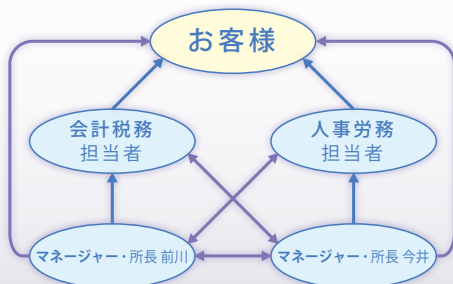 お客様
会計税務
担当者
人事労務
担当者
マネージャー・所長 前川
マネージャー・所長 今井